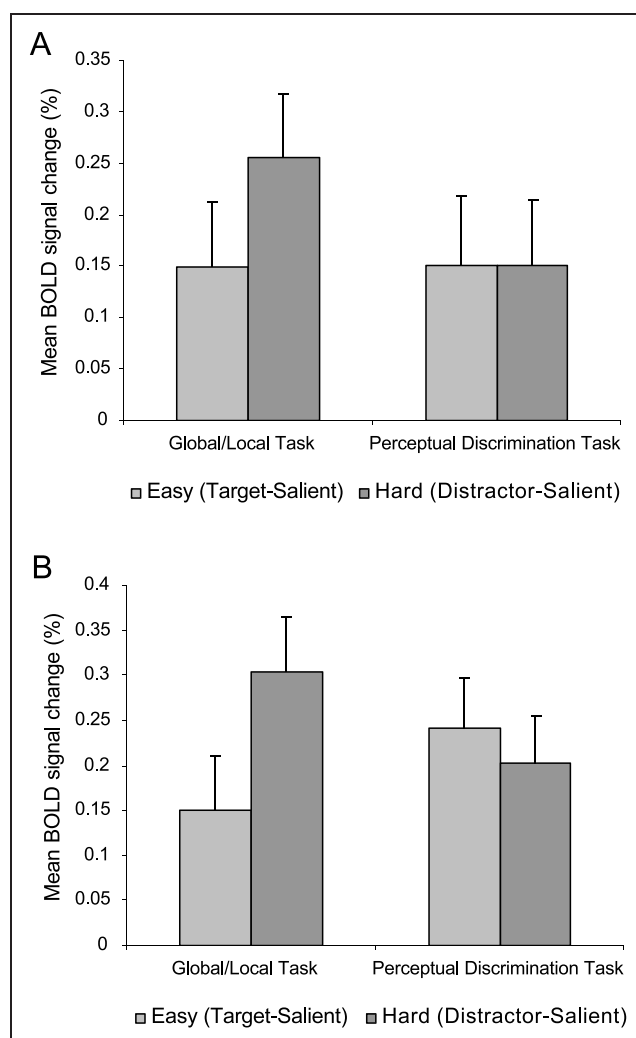 A
Mean BOLD signal change (%)
0.35
0.3
0.25
0.2
0.15
0.1
0.05
0
Global/Local Task Perceptual Discrimination Task
Easy (Target-Salient) Hard (Distractor-Salient)
B
Mean BOLD signal change (%)
0.4
0.35
0.3
0.25
0.2
0.15
0.1
0.05
0
Global/Local Task Perceptual Discrimination Task
Easy (Target-Salient) Hard (Distractor-Salient)